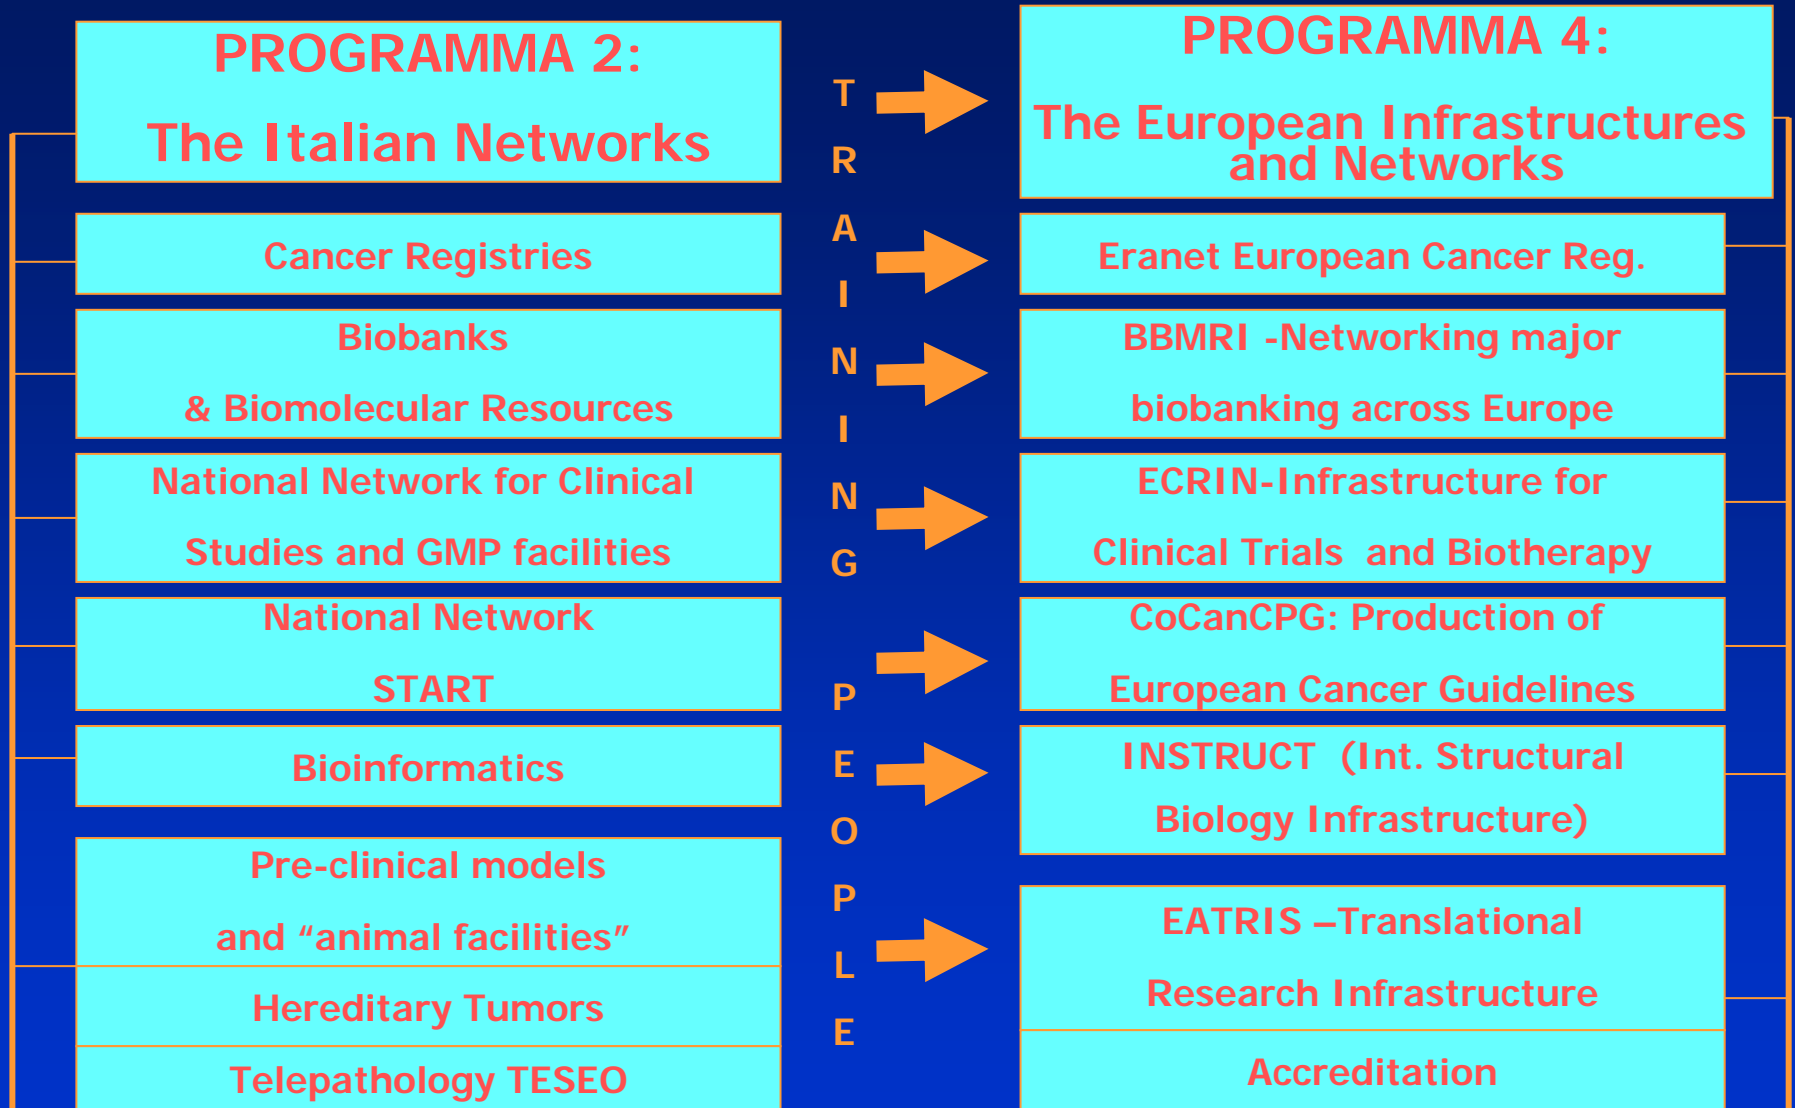 PROGRAMMA 2:
The Italian Networks
Cancer Registries
Biobanks
& Biomolecular Resources
National Network for Clinical
Studies and GMP facilities
National Network
START
Bioinformatics
Pre-clinical models
and “animal facilities”
Hereditary Tumors
Telepathology TESEO
T
R
A
I
N
I
N
G
P
E
O
P
L
E
PROGRAMMA 4:
The European Infrastructures
and Networks
Eranet European Cancer Reg.
BBMRI -Networking major
biobanking across Europe
ECRIN-Infrastructure for
Clinical Trials and Biotherapy
CoCanCPG: Production of
European Cancer Guidelines
INSTRUCT (Int. Structural
Biology Infrastructure)
EATRIS –Translational
Research Infrastructure
Accreditation